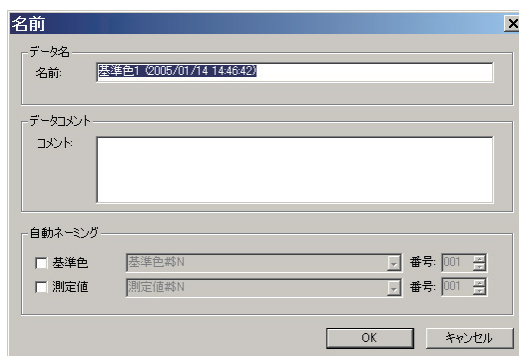 名前
データ名
名前: 基準色1 (2005/01/14 14:46:42)
データコメント
コメント:
自動ネーミング
基準色 基準色#$N 番号: 001
測定値 測定値#$N 番号: 001
OK キャンセル